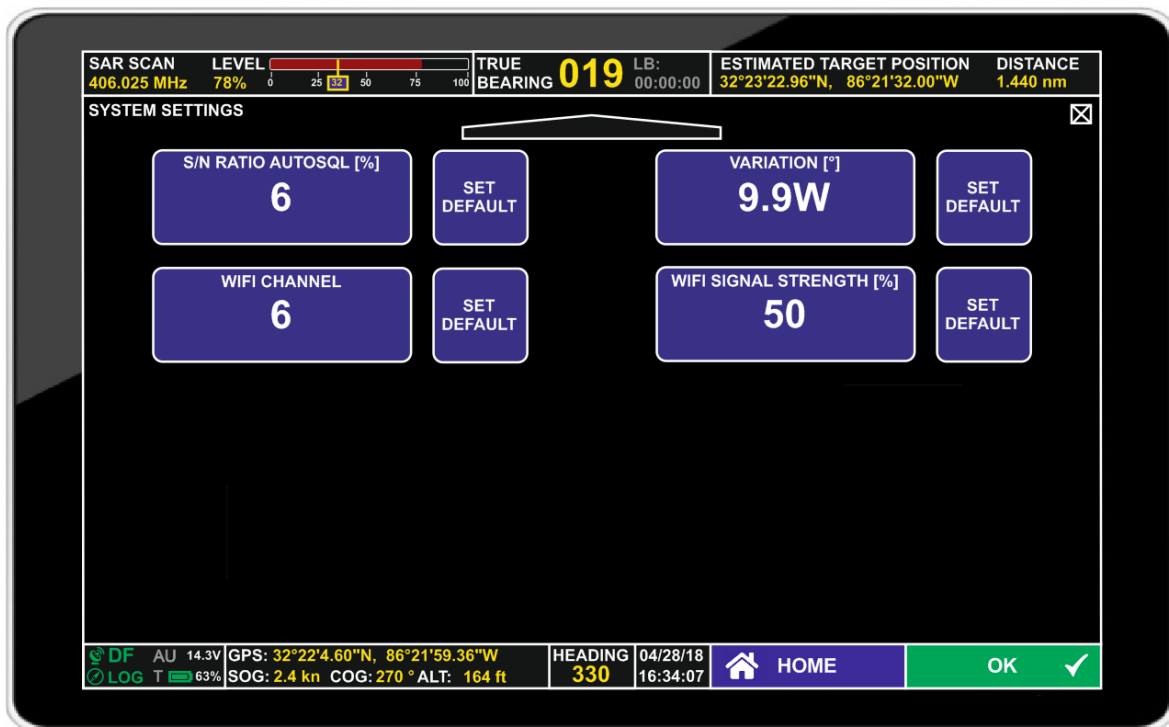 SAR SCAN LEVEL TRUE LB: ESTIMATED TARGET POSITION DISTANCE
406.025 MHz 78% 0 25 32 50 75 100 BEARING 019 00:00:00 32°23'22.96"N, 86°21'32.00"W 1.440 nm
SYSTEM SETTINGS
S/N RATIO AUTOSQL [%]
6
SET
DEFAULT
VARIATION [°]
9.9W
SET
DEFAULT
WIFI CHANNEL
6
SET
DEFAULT
WIFI SIGNAL STRENGTH [%]
50
SET
DEFAULT
DF AU 14.3V GPS: 32°22'4.60"N, 86°21'59.36"W HEADING 04/28/18
LOG T 63% SOG: 2.4 kn COG: 270 ° ALT: 164 ft 330 16:34:07
HOME
OK